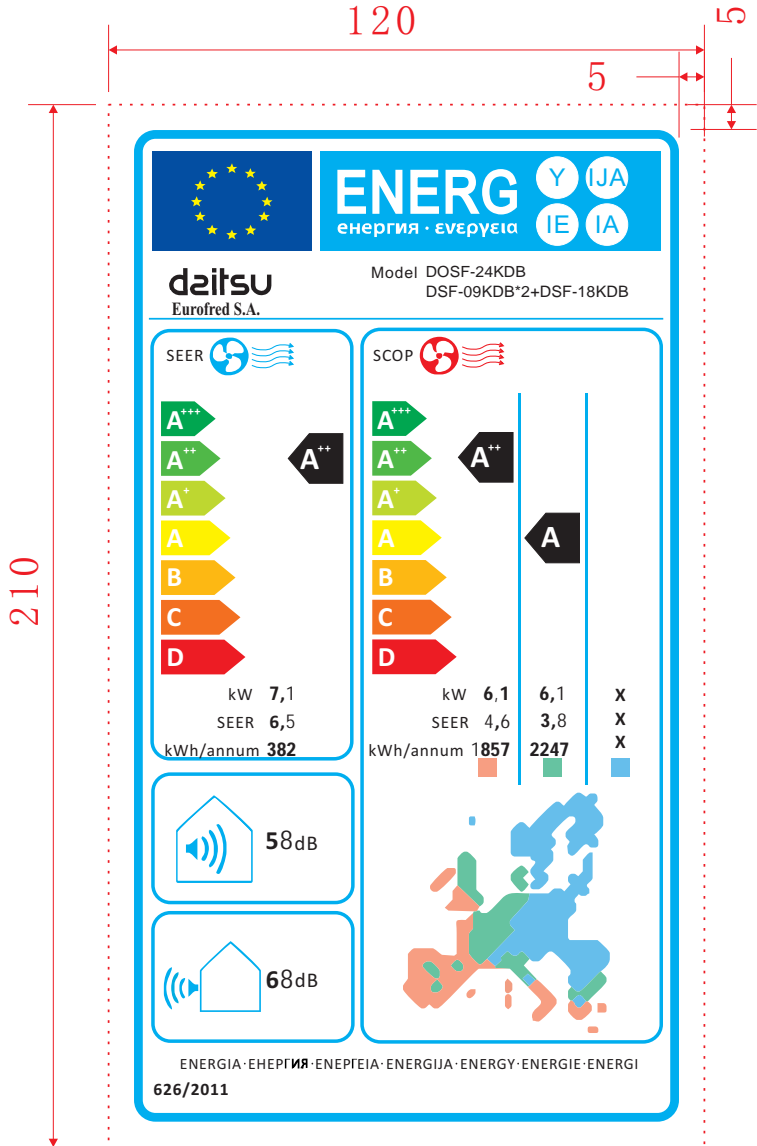 120
5
5
210
ENERG Y IJA
енергия · ενεργεια IE IA
daitsu
Eurofred S.A.
Model DOSF-24KDB
DSF-09KDB*2+DSF-18KDB
SEER
A+++
A++
A+
A
B
C
D
A++
kW 7,1
SEER 6,5
kWh/annum 382
SCOP
A+++
A++
A+
A
B
C
D
A++
A
kW 6,1 6,1 X
SEER 4,6 3,8 X
kWh/annum 1857 2247 X
58dB
68dB
ENERGIA·ЕНЕРГИЯ·ΕΝΕΡΓΕΙΑ·ENERGIJA·ENERGY·ENERGIE·ENERGI
626/2011